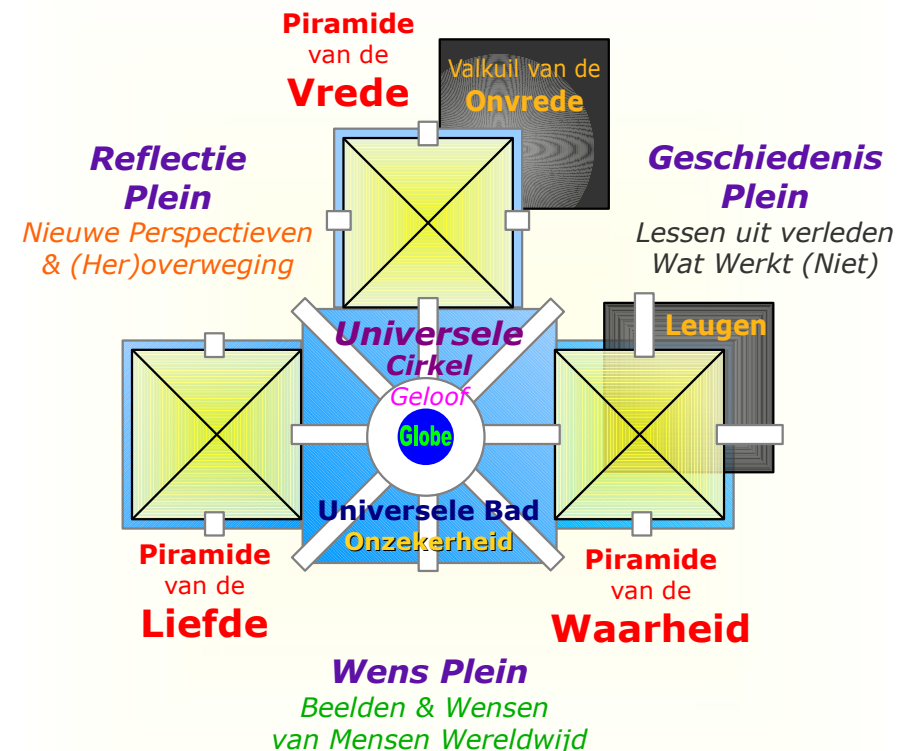 Piramide
van de
Vrede
Valkuil van de
Onvrede
Reflectie
Plein
Nieuwe Perspectieven
& (Her)overweging
Geschiedenis
Plein
Lessen uit verleden
Wat Werkt (Niet)
Leugen
Universele
Cirkel
Geloof
Globe
Universele Bad
Onzekerheid
Piramide
van de
Liefde
Piramide
van de
Waarheid
Wens Plein
Beelden & Wensen
van Mensen Wereldwijd